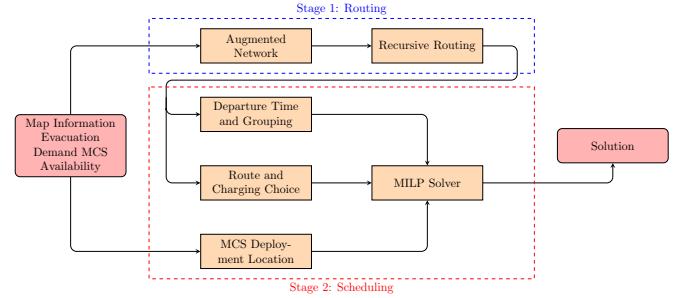 Stage 1: Routing
Augmented
Network
Recursive Routing
Departure Time
and Grouping
Map Information
Evacuation
Demand MCS
Availability
Solution
Route and
Charging Choice
MILP Solver
MCS Deploy-
ment Location
Stage 2: Scheduling